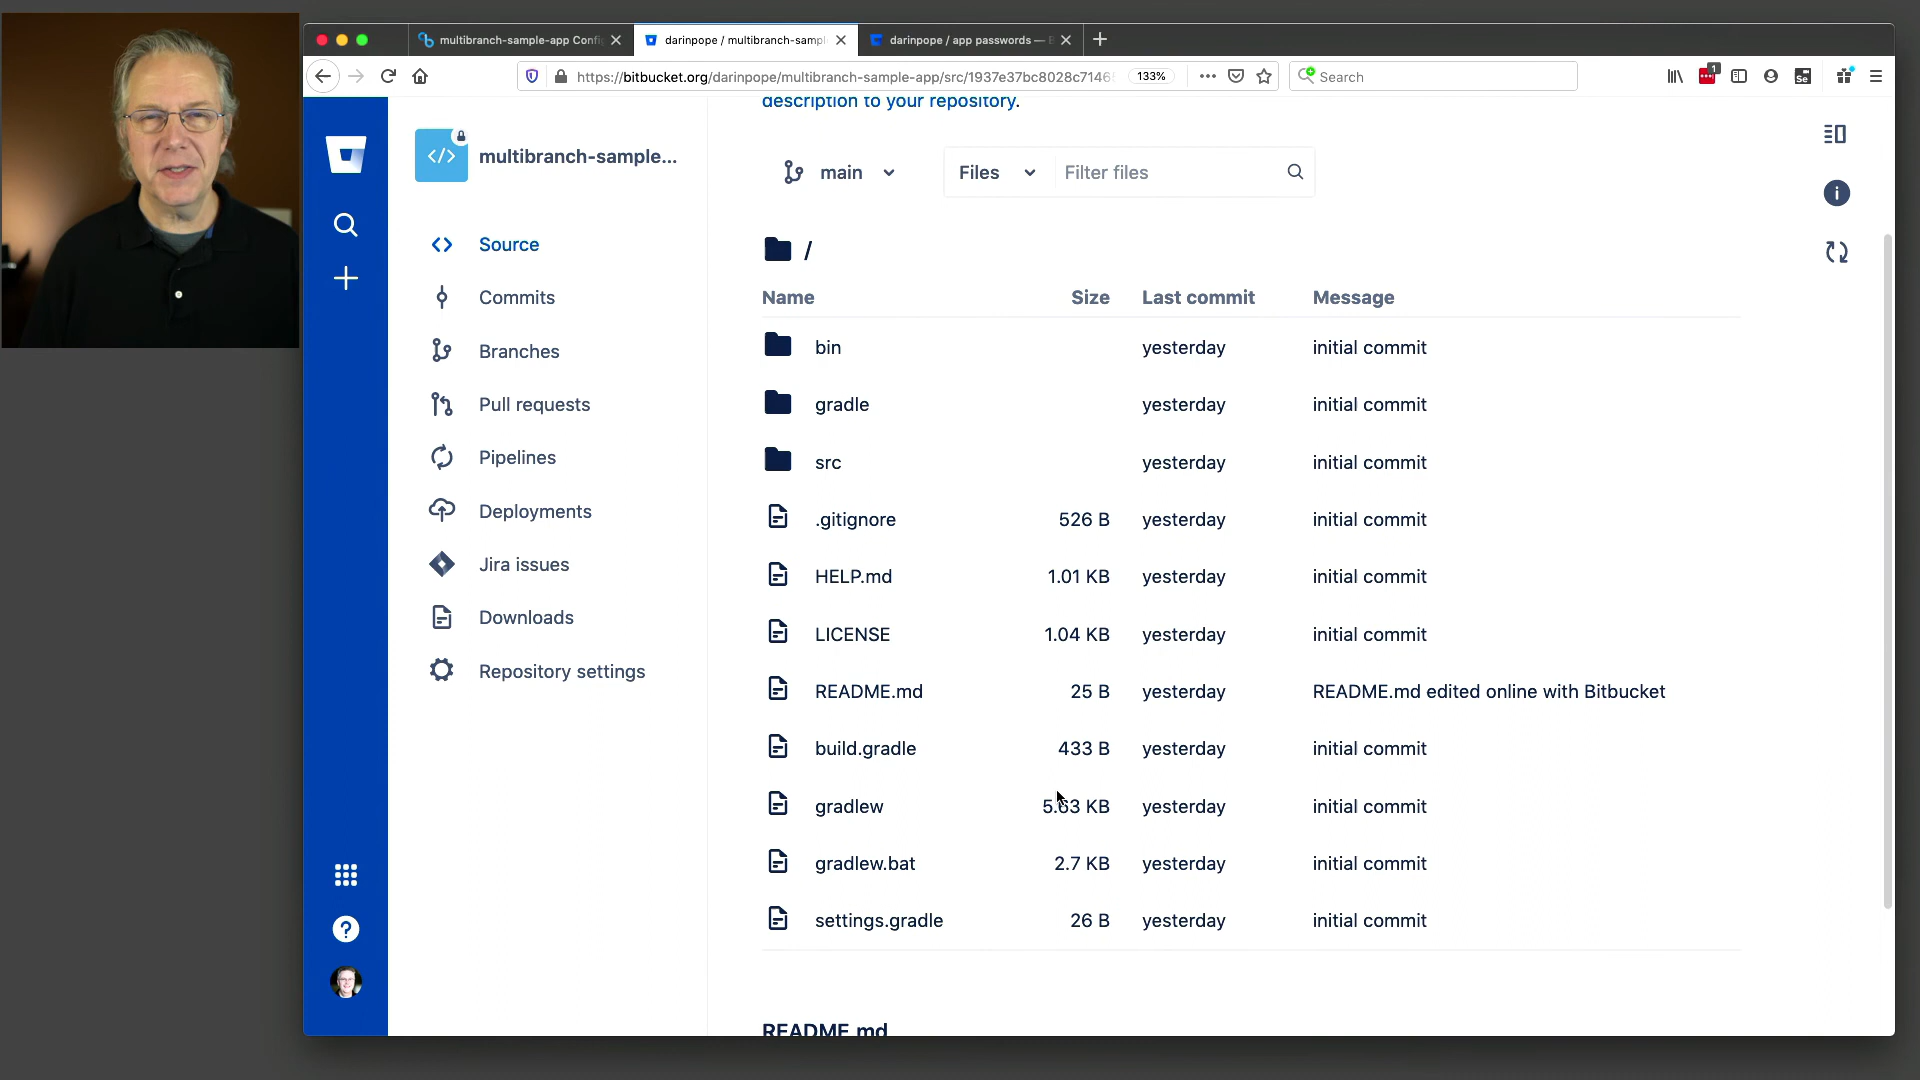 multibranch-sample-app Confi
darinpope / multibranch-sampl
darinpope / app passwords — B
https://bitbucket.org/darinpope/multibranch-sample-app/src/1937e37bc8028c7146
133%
Search
1
description to your repository.
multibranch-sample...
main
Files
Filter files
Source
Commits
Branches
Pull requests
Pipelines
Deployments
Jira issues
Downloads
Repository settings
/
Name Size Last commit Message
bin yesterday initial commit
gradle yesterday initial commit
src yesterday initial commit
.gitignore 526 B yesterday initial commit
HELP.md 1.01 KB yesterday initial commit
LICENSE 1.04 KB yesterday initial commit
README.md 25 B yesterday README.md edited online with Bitbucket
build.gradle 433 B yesterday initial commit
gradlew 5.63 KB yesterday initial commit
gradlew.bat 2.7 KB yesterday initial commit
settings.gradle 26 B yesterday initial commit
README.md